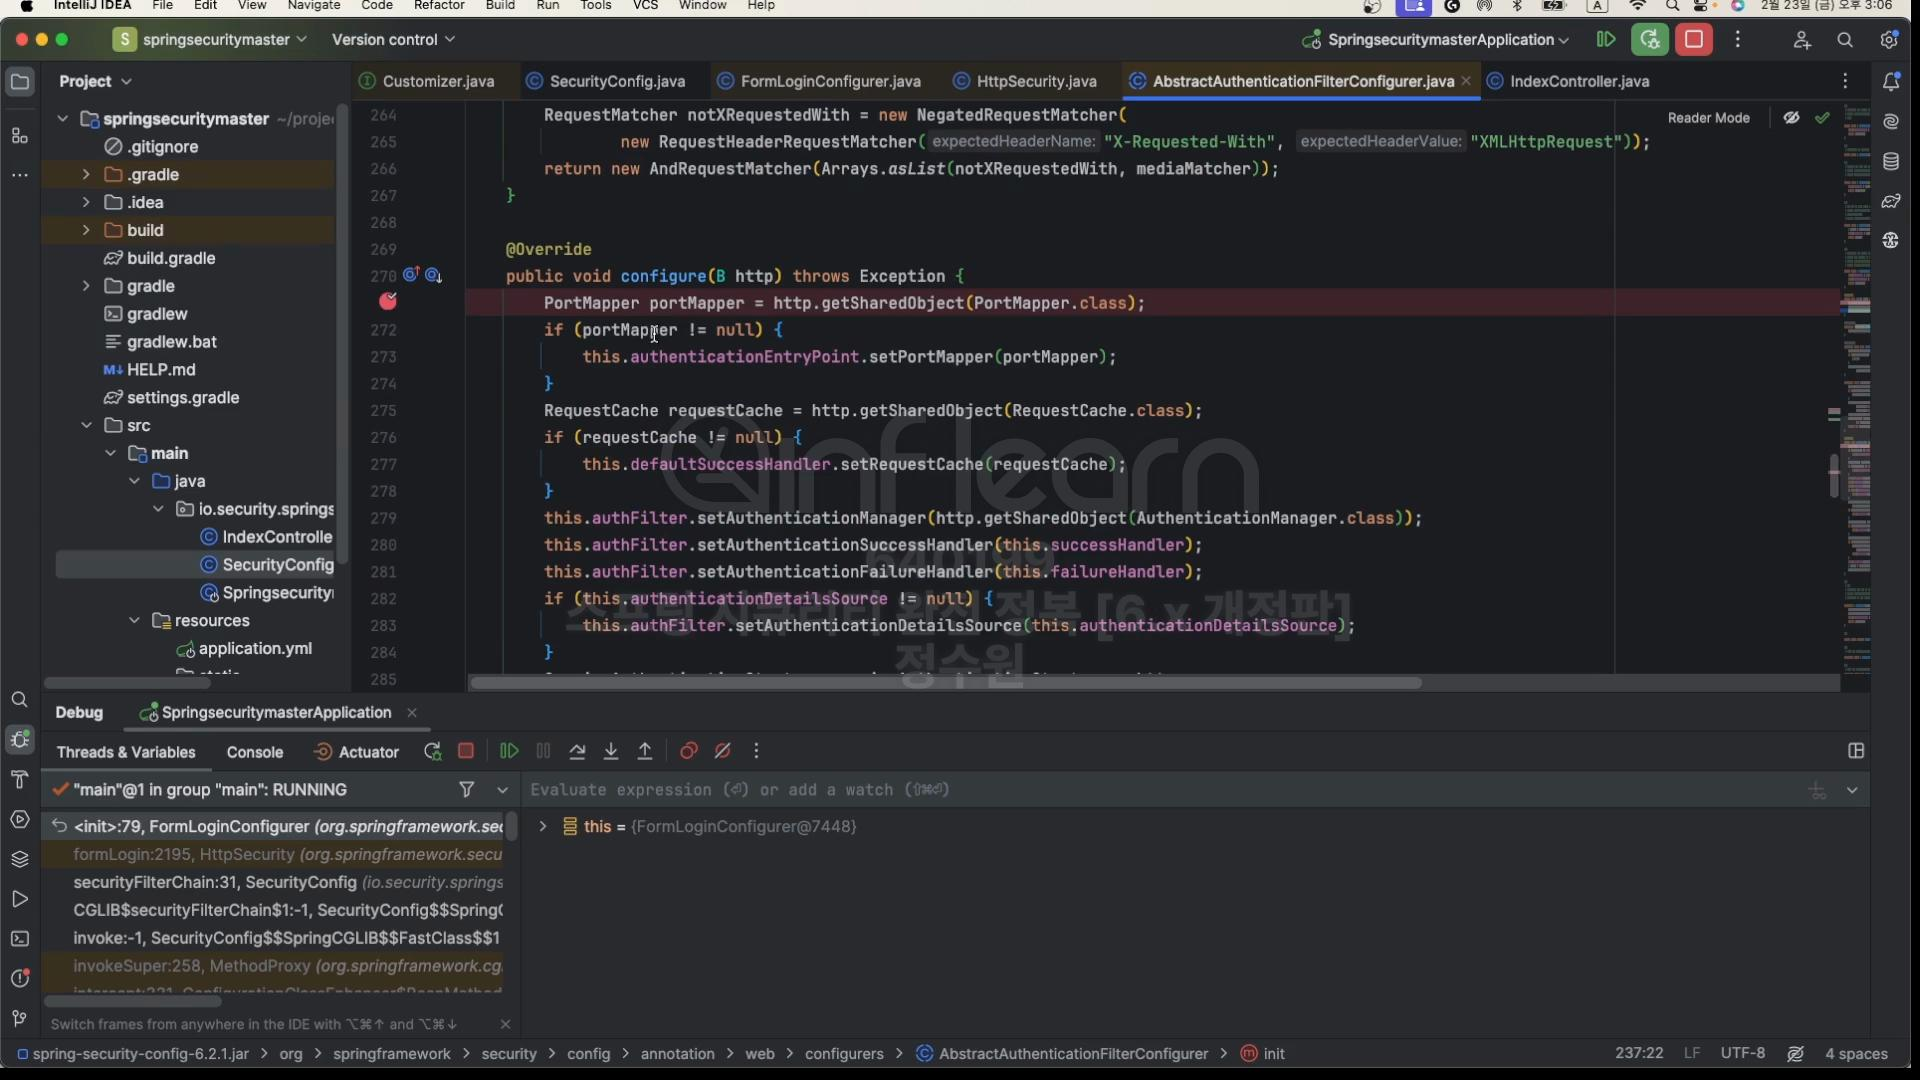 IntelliJ IDEA File Edit View Navigate Code Refactor Build Run Tools VCS Window Help A 2월 23일 (금) 오후 3:06
S springsecuritymaster Version control SpringsecuritymasterApplication
Project Customizer.java SecurityConfig.java FormLoginConfigurer.java HttpSecurity.java AbstractAuthenticationFilterConfigurer.java IndexController.java
Reader Mode
springsecuritymaster ~/proje
.gitignore
.gradle
.idea
build
build.gradle
gradle
gradlew
gradlew.bat
M↓ HELP.md
settings.gradle
src
main
java
io.security.springs
IndexControlle
SecurityConfig
Springsecurity
resources
application.yml
264 RequestMatcher notXRequestedWith = new NegatedRequestMatcher(
265 new RequestHeaderRequestMatcher( expectedHeaderName: "X-Requested-With", expectedHeaderValue: "XMLHttpRequest"));
266 return new AndRequestMatcher(Arrays.asList(notXRequestedWith, mediaMatcher));
267 }
268
269 @Override
270 public void configure(B http) throws Exception {
PortMapper portMapper = http.getSharedObject(PortMapper.class);
272 if (portMapper != null) {
273 this.authenticationEntryPoint.setPortMapper(portMapper);
274 }
275 RequestCache requestCache = http.getSharedObject(RequestCache.class);
276 if (requestCache != null) {
277 this.defaultSuccessHandler.setRequestCache(requestCache);
278 }
279 this.authFilter.setAuthenticationManager(http.getSharedObject(AuthenticationManager.class));
280 this.authFilter.setAuthenticationSuccessHandler(this.successHandler);
281 this.authFilter.setAuthenticationFailureHandler(this.failureHandler);
282 if (this.authenticationDetailsSource != null) {
283 this.authFilter.setAuthenticationDetailsSource(this.authenticationDetailsSource);
284 }
285
inflearn
640199
스프링 시큐리티 완전 정복 [6.x 개정판]
정수원
Debug SpringsecuritymasterApplication
Threads & Variables Console Actuator
"main"@1 in group "main": RUNNING
Evaluate expression (⏎) or add a watch (⇧⌘⏎)
<init>:79, FormLoginConfigurer (org.springframework.sec
this = {FormLoginConfigurer@7448}
formLogin:2195, HttpSecurity (org.springframework.secu
securityFilterChain:31, SecurityConfig (io.security.springs
CGLIB$securityFilterChain$1:-1, SecurityConfig$$Spring
invoke:-1, SecurityConfig$$SpringCGLIB$$FastClass$$1
invokeSuper:258, MethodProxy (org.springframework.cg
Switch frames from anywhere in the IDE with ⌥⌘↑ and ⌥⌘↓
spring-security-config-6.2.1.jar > org > springframework > security > config > annotation > web > configurers > AbstractAuthenticationFilterConfigurer > m init 237:22 LF UTF-8 4 spaces